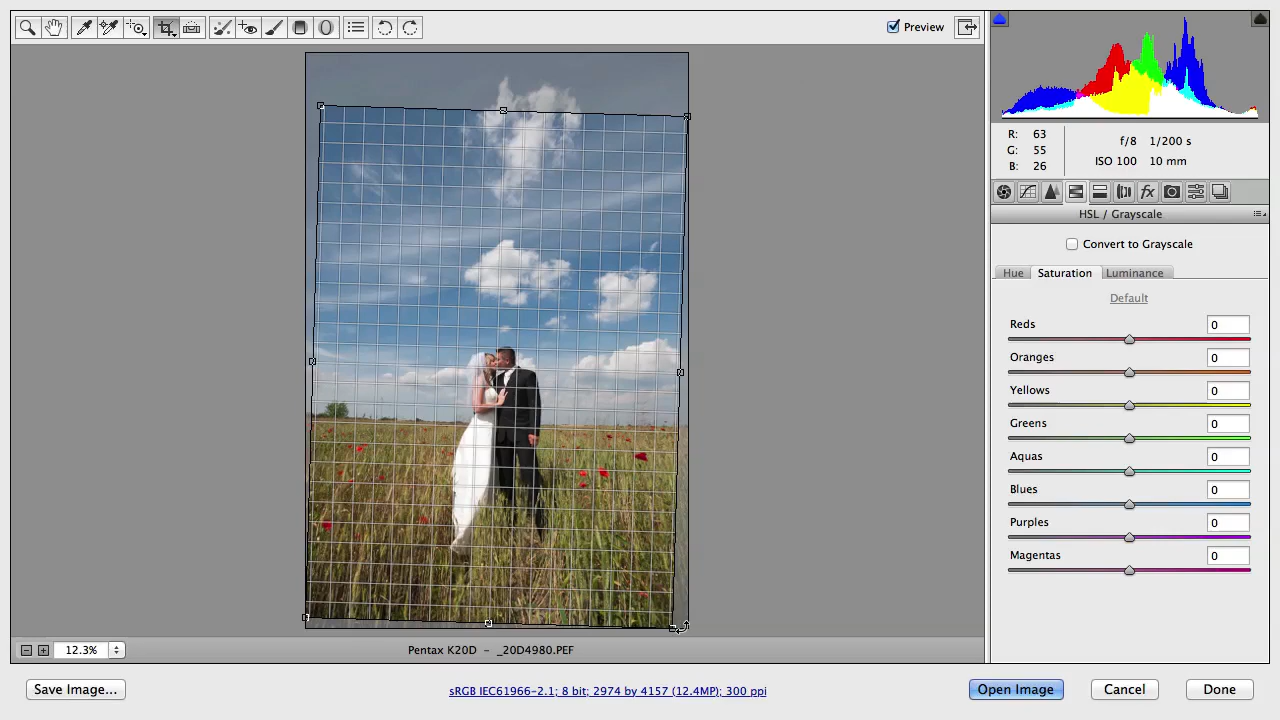 Preview
R: 63
G: 55
B: 26
f/8 1/200 s
ISO 100 10 mm
HSL / Grayscale
Convert to Grayscale
Hue Saturation Luminance
Default
Reds 0
Oranges 0
Yellows 0
Greens 0
Aquas 0
Blues 0
Purples 0
Magentas 0
12.3%
Pentax K20D – _20D4980.PEF
Save Image...
sRGB IEC61966-2.1; 8 bit; 2974 by 4157 (12.4MP); 300 ppi
Open Image
Cancel
Done